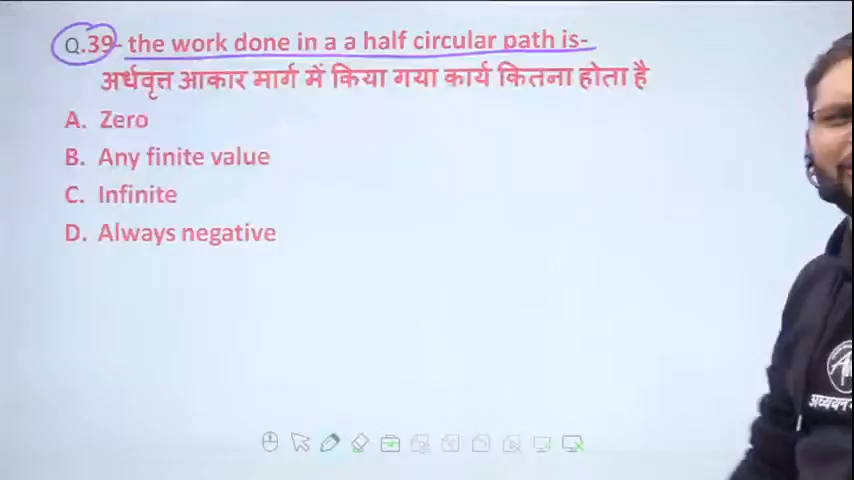 Q.39- the work done in a a half circular path is-
अर्धवृत्त आकार मार्ग में किया गया कार्य कितना होता है
A. Zero
B. Any finite value
C. Infinite
D. Always negative